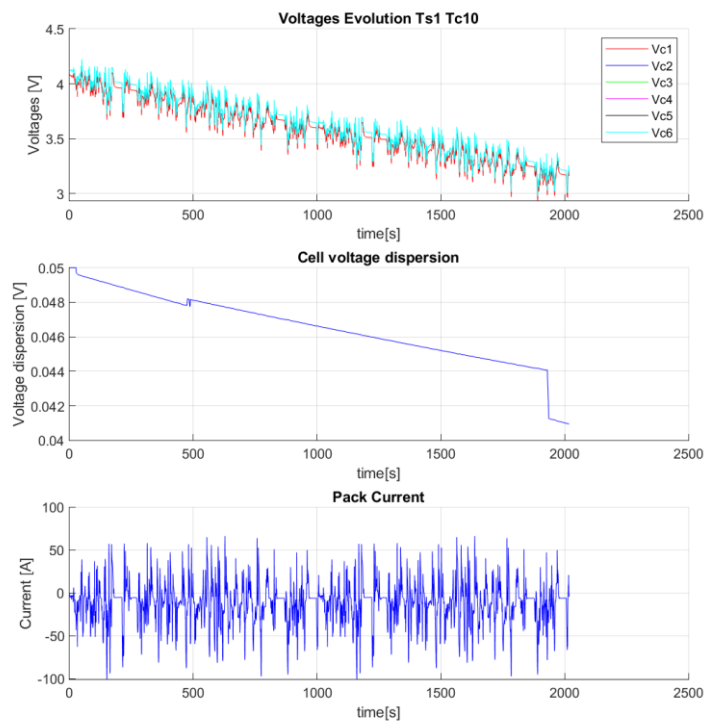 Voltages Evolution Ts1 Tc10
4.5
4
3.5
3
Voltages [V]
Vc1
Vc2
Vc3
Vc4
Vc5
Vc6
0 500 1000 1500 2000 2500
time[s]
Cell voltage dispersion
0.05
0.048
0.046
0.044
0.042
0.04
Voltage dispersion [V]
0 500 1000 1500 2000 2500
time[s]
Pack Current
100
50
0
-50
-100
Current [A]
0 500 1000 1500 2000 2500
time[s]